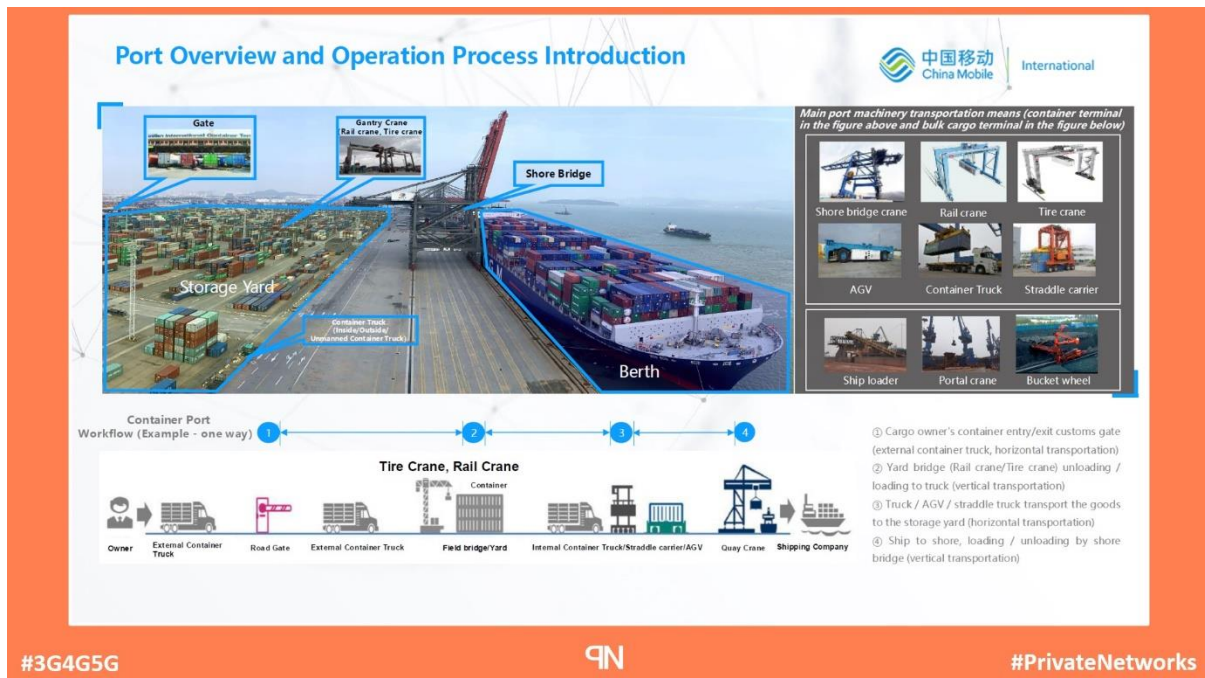 Port Overview and Operation Process Introduction
中国移动
China Mobile
International
Gate
Gantry Crane
Rail crane, Tire crane
Shore Bridge
Storage Yard
Container Truck
(Inside/Outside/
Unmanned Container Truck)
Berth
Main port machinery transportation means (container terminal
in the figure above and bulk cargo terminal in the figure below)
Shore bridge crane
Rail crane
Tire crane
AGV
Container Truck
Straddle carrier
Ship loader
Portal crane
Bucket wheel
Container Port
Workflow (Example - one way)
1
2
3
4
Tire Crane, Rail Crane
Container
Owner
External Container
Truck
Road Gate
External Container Truck
Field bridge/Yard
Internal Container Truck/Straddle carrier/AGV
Quay Crane
Shipping Company
① Cargo owner's container entry/exit customs gate
(external container truck, horizontal transportation)
② Yard bridge (Rail crane/Tire crane) unloading /
loading to truck (vertical transportation)
③ Truck / AGV / straddle truck transport the goods
to the storage yard (horizontal transportation)
④ Ship to shore, loading / unloading by shore
bridge (vertical transportation)
#3G4G5G
PN
#PrivateNetworks